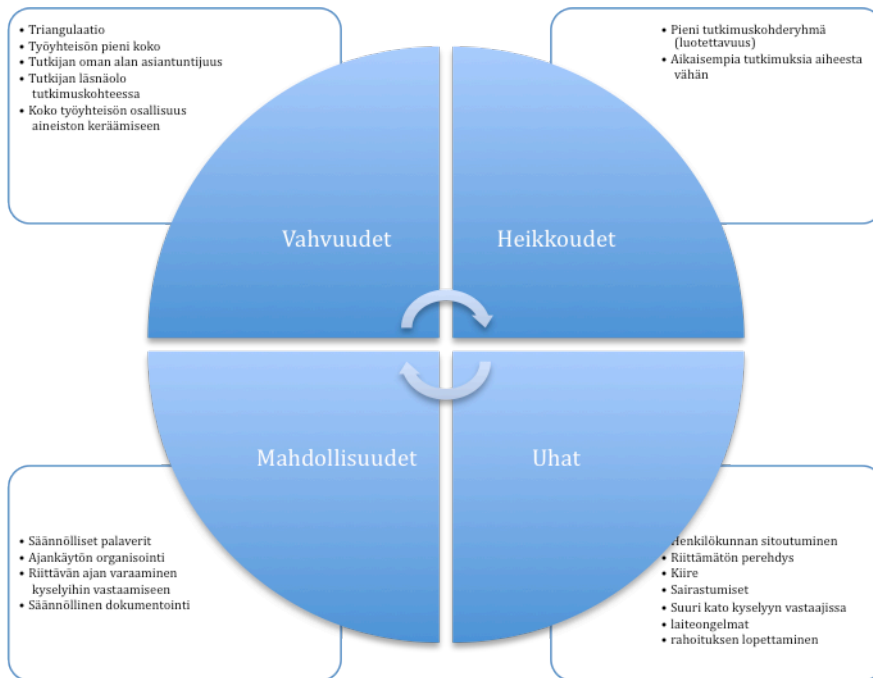 • Triangulaatio
• Työyhteisön pieni koko
• Tutkijan oman alan asiantuntijuus
• Tutkijan läsnäolo
tutkimuskohteessa
• Koko työyhteisön osallisuus
aineiston keräämiseen
• Pieni tutkimuskohderyhmä
(luotettavuus)
• Aikaisempia tutkimuksia aiheesta
vähän
Vahvuudet
Heikkoudet
Mahdollisuudet
Uhat
• Säännölliset palaverit
• Ajankäytön organisointi
• Riittävän ajan varaaminen
kyselyihin vastaamiseen
• Säännöllinen dokumentointi
Henkilökunnan sitoutuminen
• Riittämätön perehdys
• Kiire
• Sairastumiset
• Suuri kato kyselyyn vastaajissa
• laiteongelmat
• rahoituksen lopettaminen